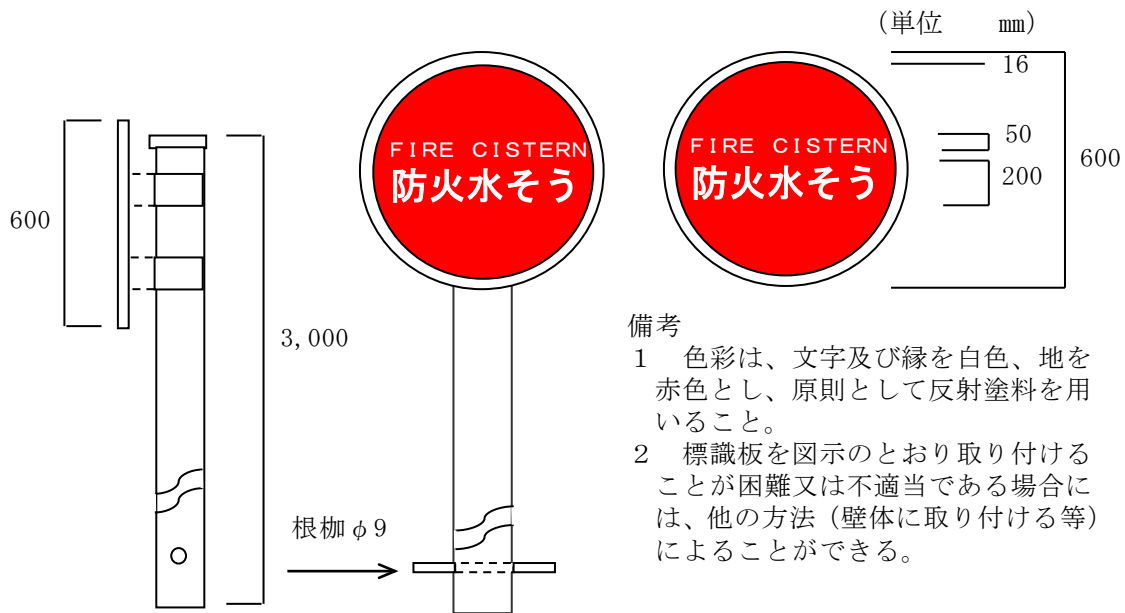 (単位　mm)
16
50
200
600
FIRE CISTERN
防火水そう
FIRE CISTERN
防火水そう
600
3,000
根枷φ9
備考
1　色彩は、文字及び縁を白色、地を
赤色とし、原則として反射塗料を用
いること。
2　標識板を図示のとおり取り付ける
ことが困難又は不適当である場合に
は、他の方法（壁体に取り付ける等）
によることができる。